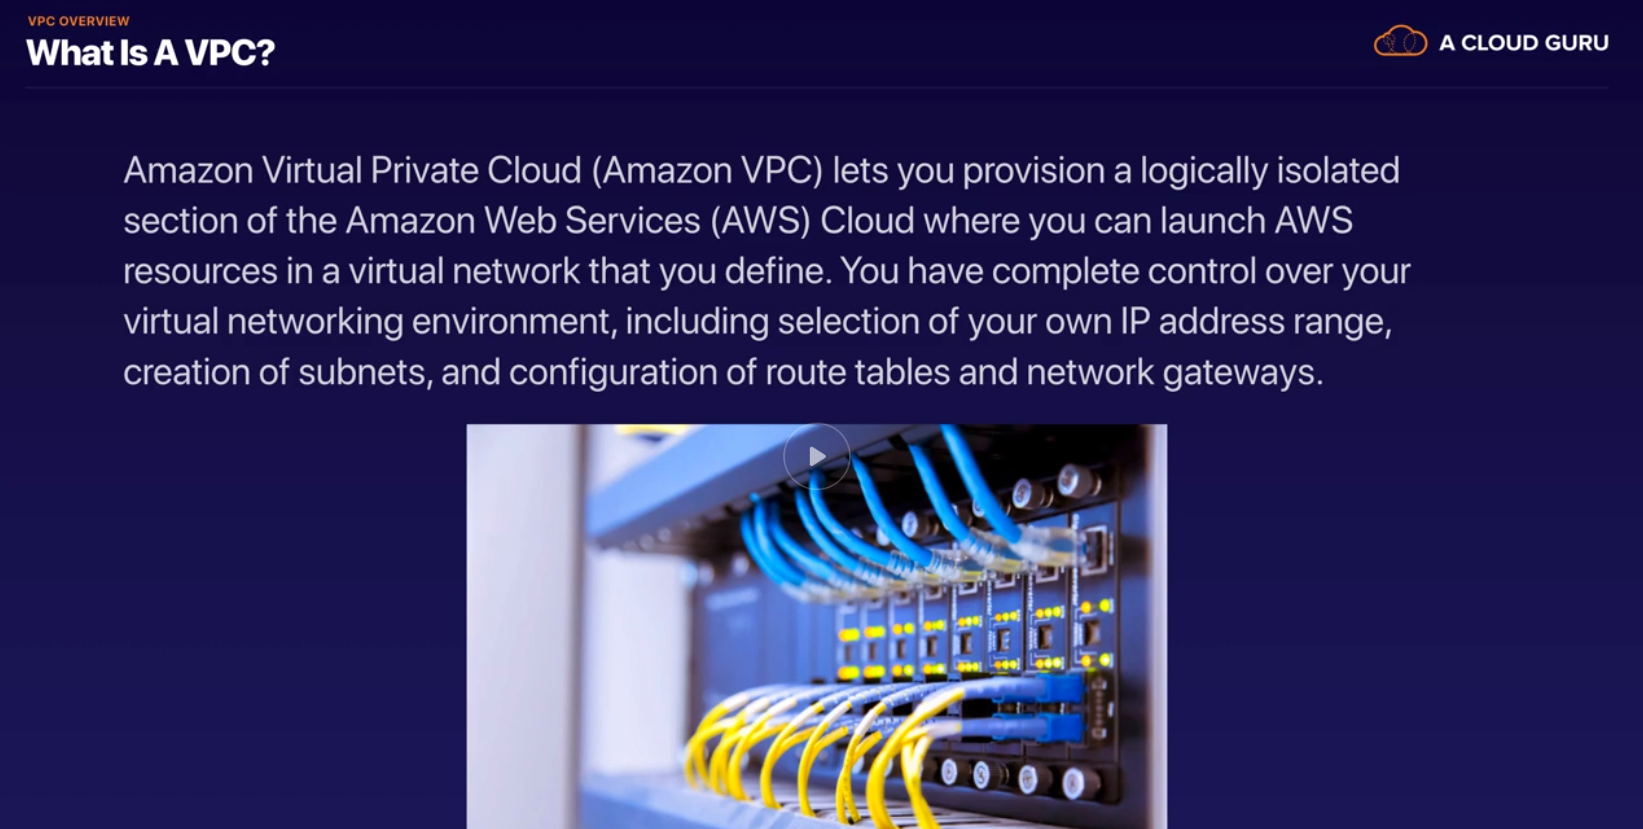 VPC OVERVIEW
What Is A VPC?
A CLOUD GURU
Amazon Virtual Private Cloud (Amazon VPC) lets you provision a logically isolated
section of the Amazon Web Services (AWS) Cloud where you can launch AWS
resources in a virtual network that you define. You have complete control over your
virtual networking environment, including selection of your own IP address range,
creation of subnets, and configuration of route tables and network gateways.